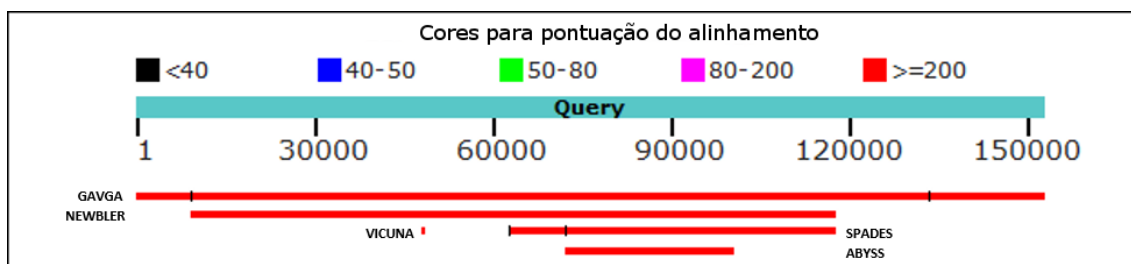 Cores para pontuação do alinhamento
<40 40-50 50-80 80-200 >=200
Query
1 30000 60000 90000 120000 150000
GAVGA
NEWBLER
VICUNA SPADES
ABYSS